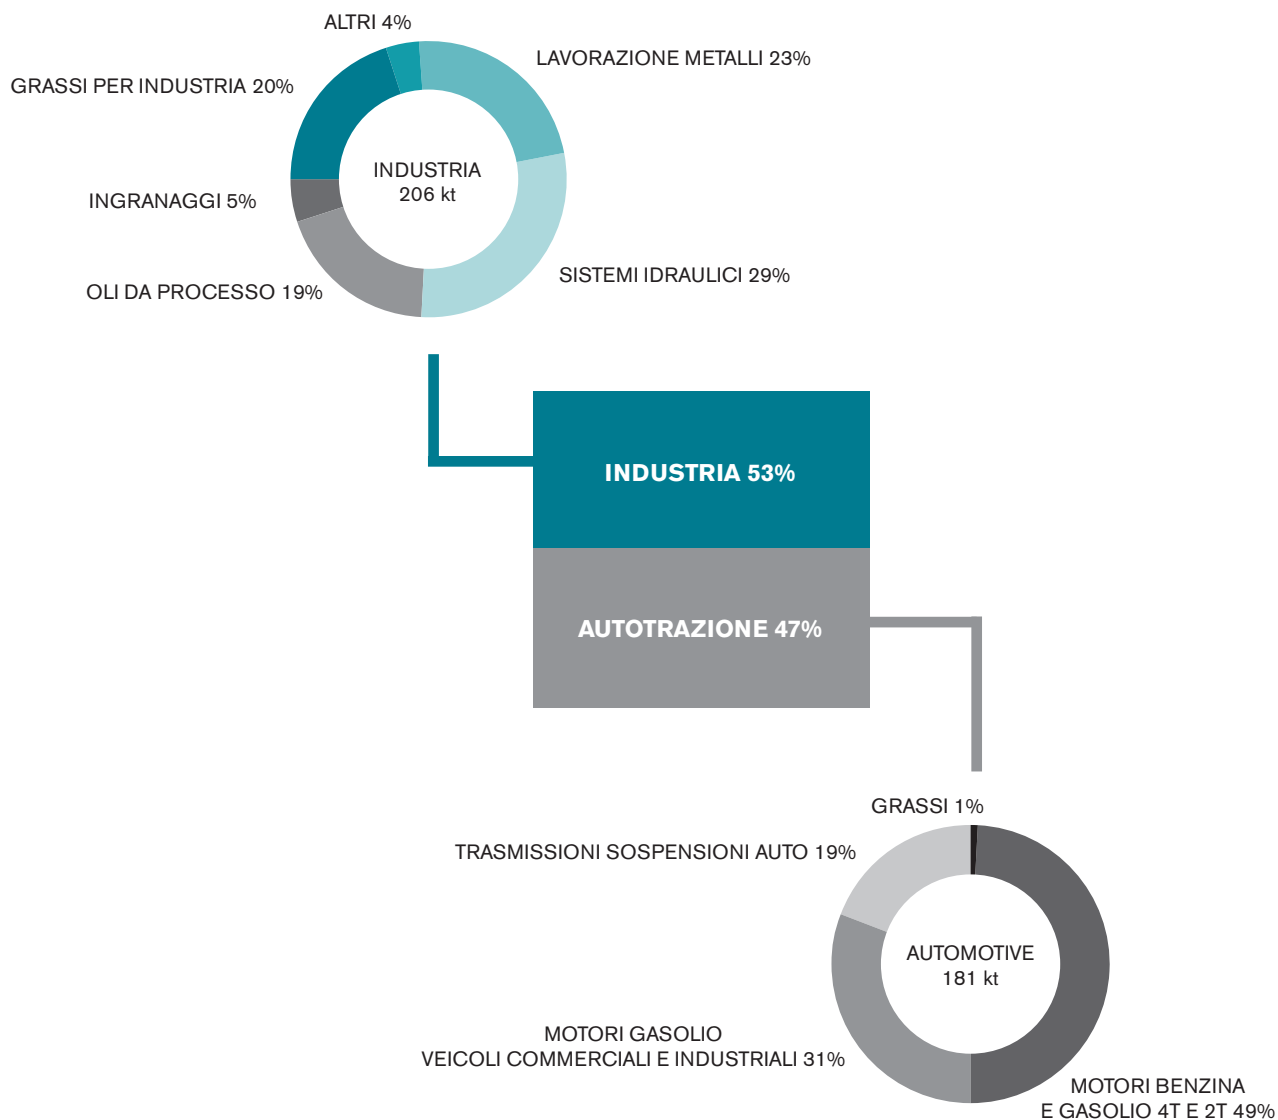 ALTRI 4%
LAVORAZIONE METALLI 23%
GRASSI PER INDUSTRIA 20%
INDUSTRIA
206 kt
INGRANAGGI 5%
SISTEMI IDRAULICI 29%
OLI DA PROCESSO 19%
INDUSTRIA 53%
AUTOTRAZIONE 47%
GRASSI 1%
TRASMISSIONI SOSPENSIONI AUTO 19%
AUTOMOTIVE
181 kt
MOTORI GASOLIO
VEICOLI COMMERCIALI E INDUSTRIALI 31%
MOTORI BENZINA
E GASOLIO 4T E 2T 49%